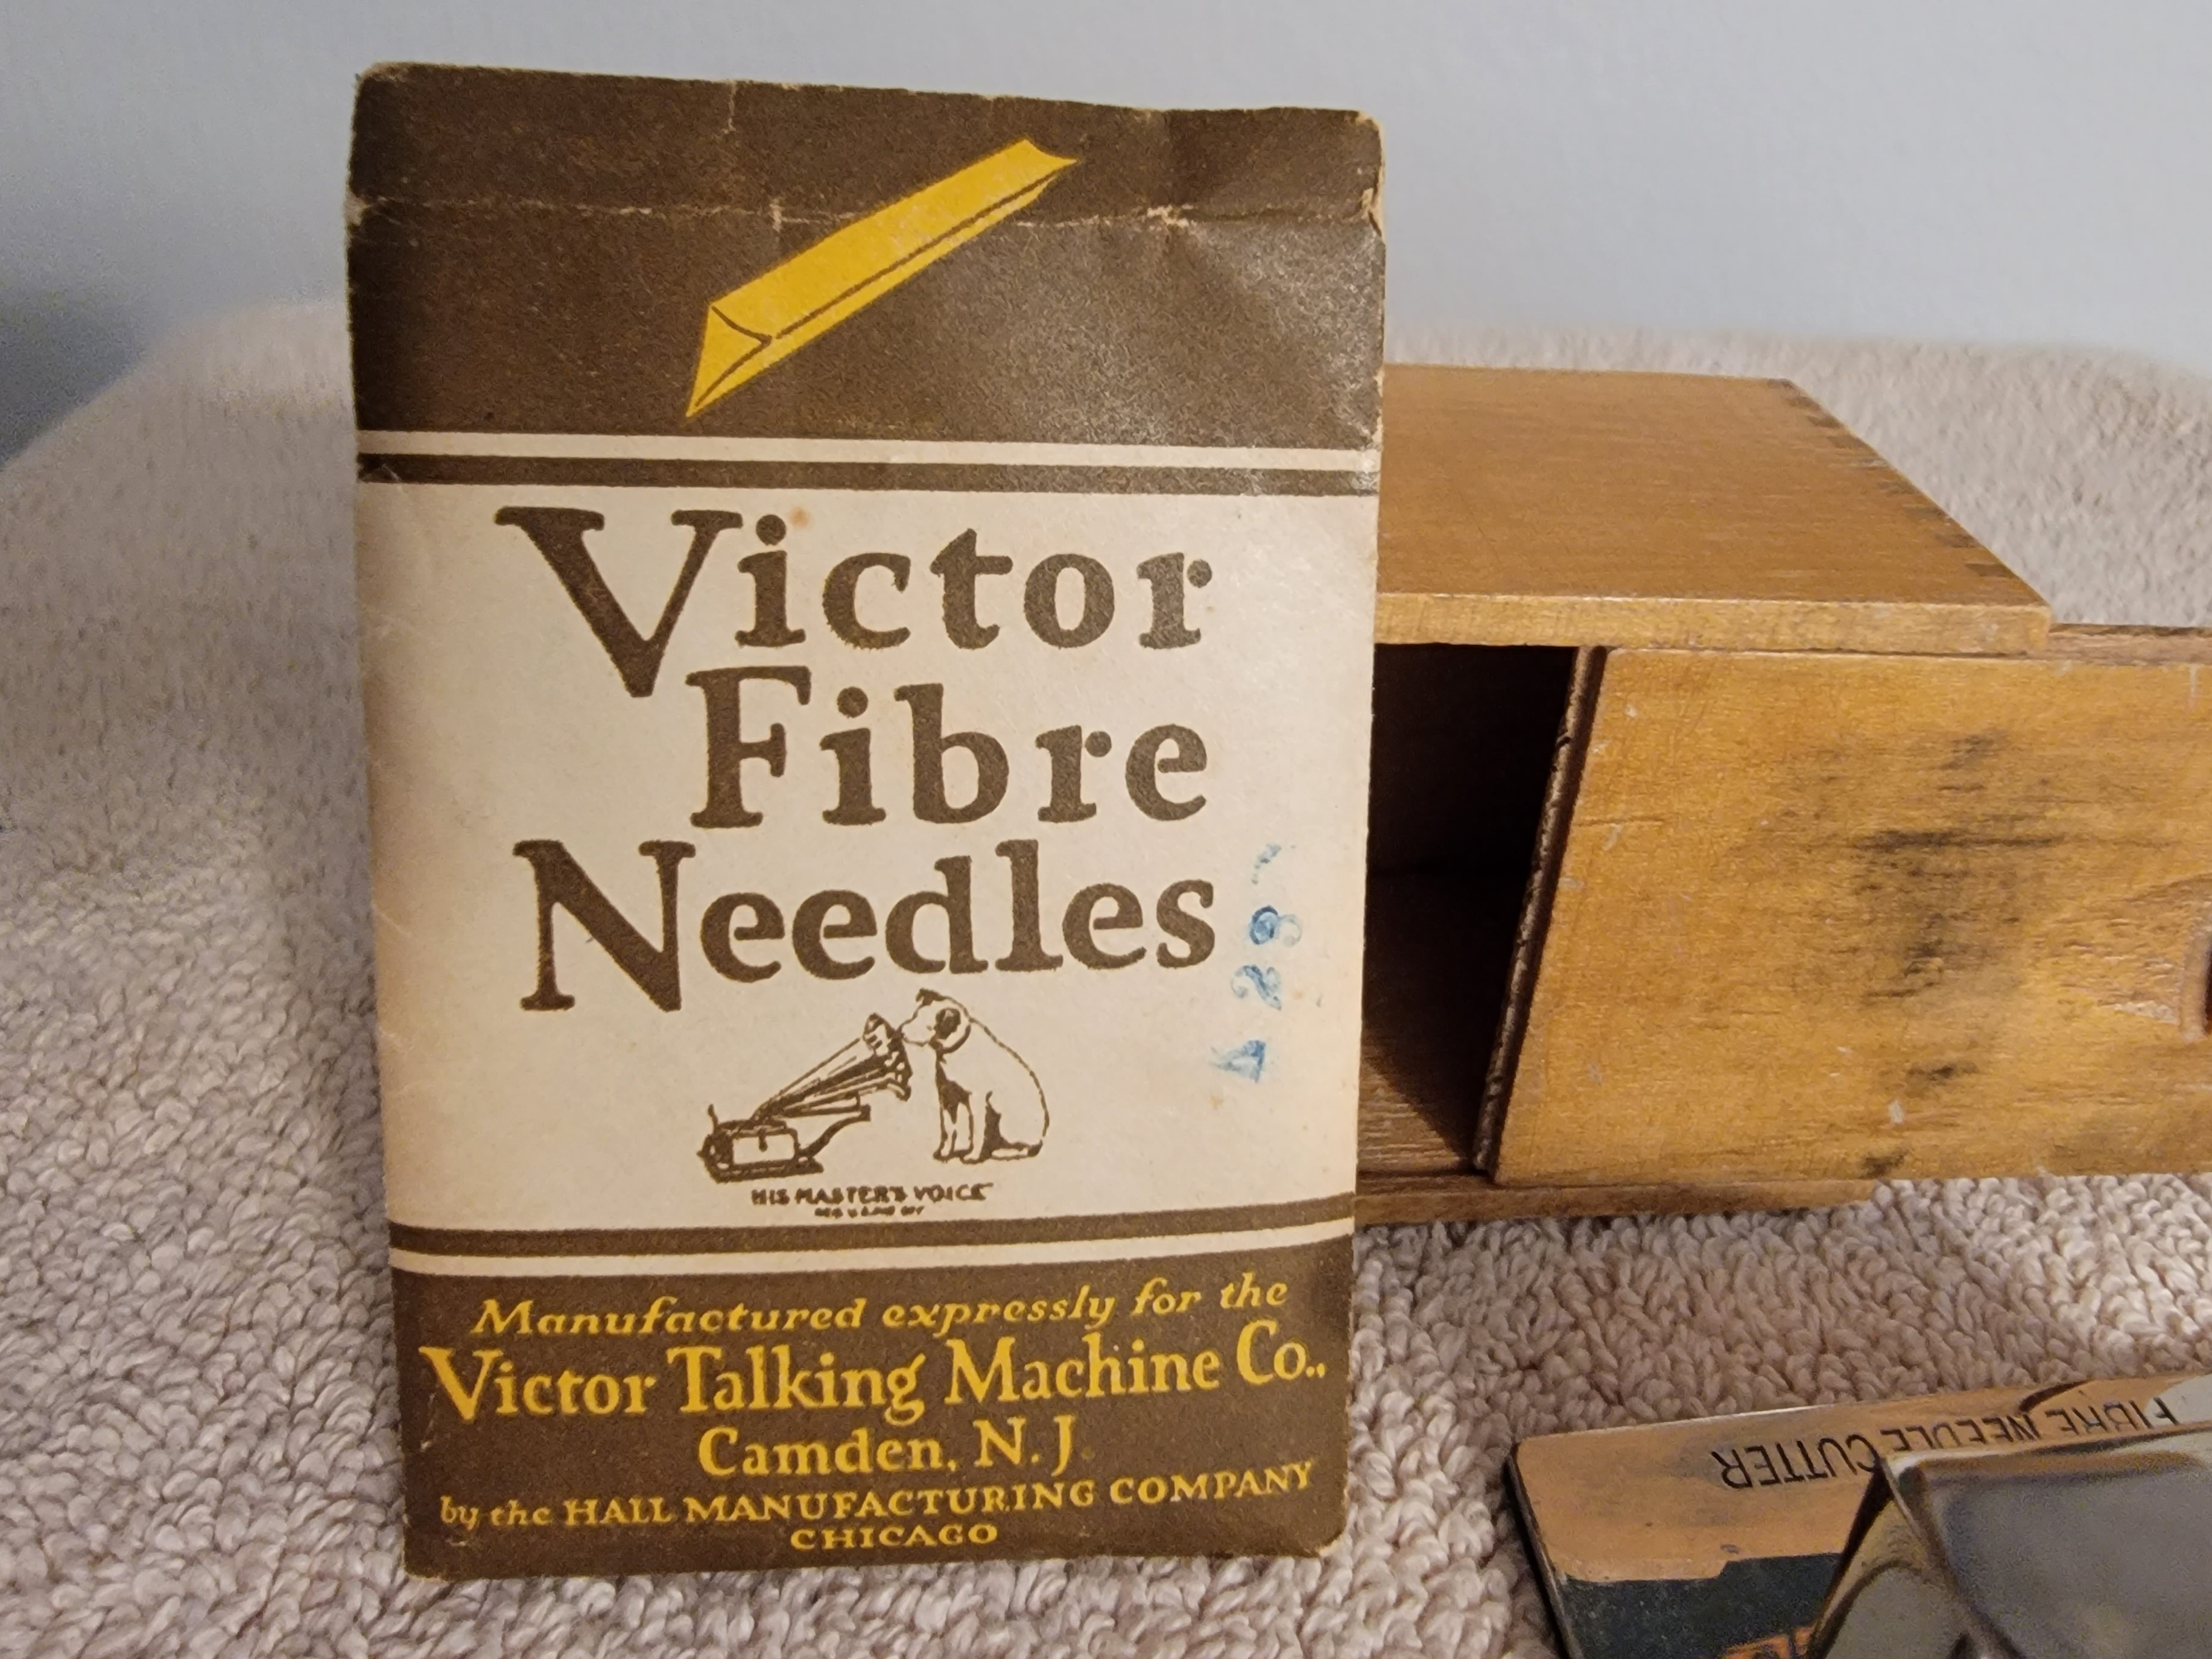 Victor
Fibre
Needles
HIS MASTER'S VOICE
Manufactured expressly for the
Victor Talking Machine Co.,
Camden, N.J.
by the HALL MANUFACTURING COMPANY
CHICAGO
FIBRE NEEDLE CUTTER